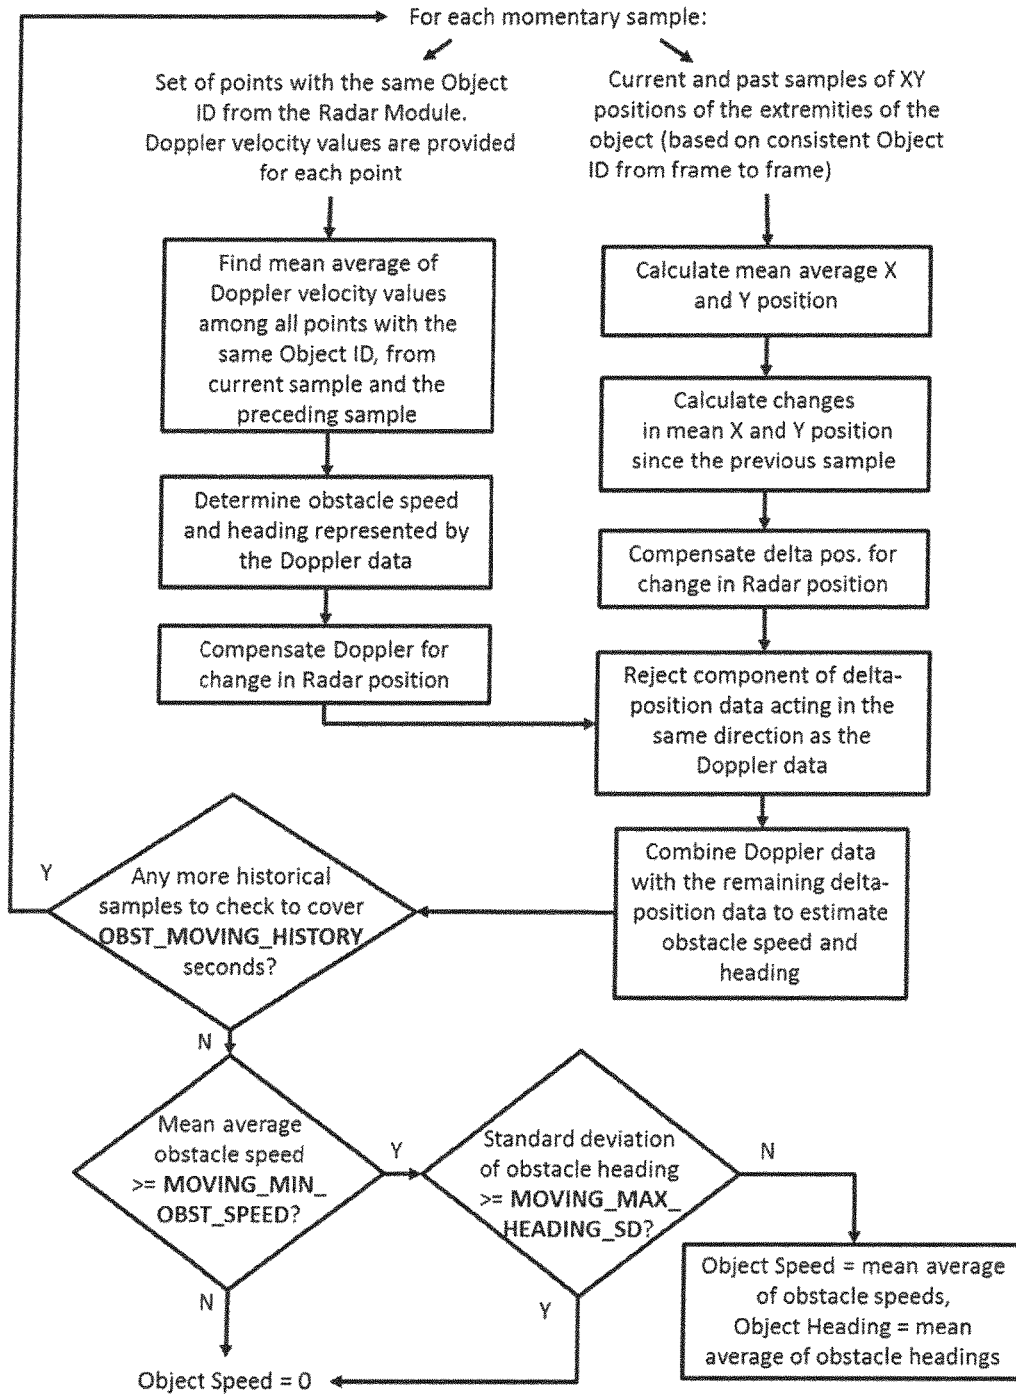 For each momentary sample:
Set of points with the same Object
ID from the Radar Module.
Doppler velocity values are provided
for each point
Current and past samples of XY
positions of the extremities of the
object (based on consistent Object
ID from frame to frame)
Find mean average of
Doppler velocity values
among all points with the
same Object ID, from
current sample and the
preceding sample
Calculate mean average X
and Y position
Calculate changes
in mean X and Y position
since the previous sample
Determine obstacle speed
and heading represented by
the Doppler data
Compensate delta pos. for
change in Radar position
Compensate Doppler for
change in Radar position
Reject component of delta-
position data acting in the
same direction as the
Doppler data
Combine Doppler data
with the remaining delta-
position data to estimate
obstacle speed and
heading
Y
Any more historical
samples to check to cover
OBST_MOVING_HISTORY
seconds?
N
Mean average
obstacle speed
>= MOVING_MIN_
OBST_SPEED?
Y
Standard deviation
of obstacle heading
>= MOVING_MAX_
HEADING_SD?
N
Object Speed = mean average
of obstacle speeds,
Object Heading = mean
average of obstacle headings
N
Y
Object Speed = 0